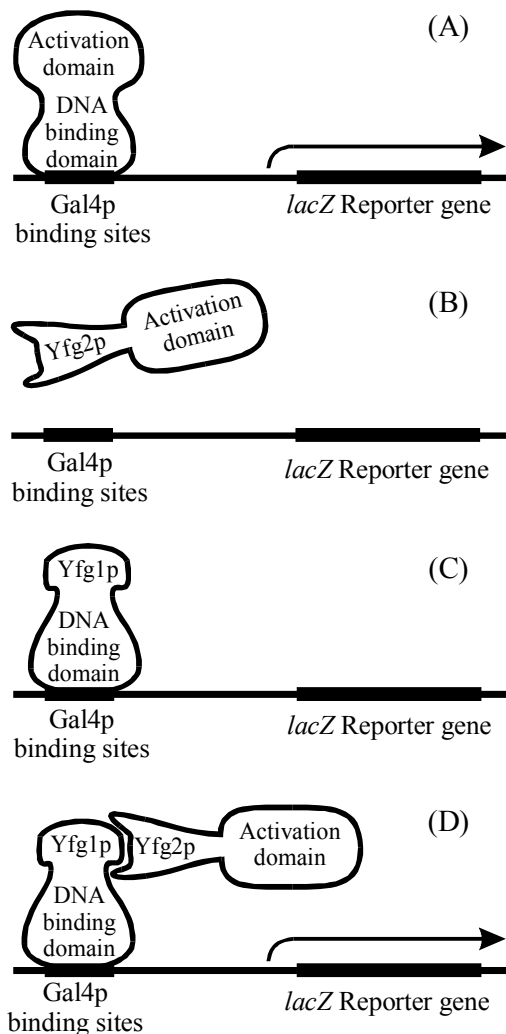 (A)
Activation
domain
DNA
binding
domain
Gal4p
binding sites
lacZ Reporter gene
(B)
Yfg2p
Activation
domain
Gal4p
binding sites
lacZ Reporter gene
(C)
Yfg1p
DNA
binding
domain
Gal4p
binding sites
lacZ Reporter gene
(D)
Yfg1p
Yfg2p
Activation
domain
DNA
binding
domain
Gal4p
binding sites
lacZ Reporter gene